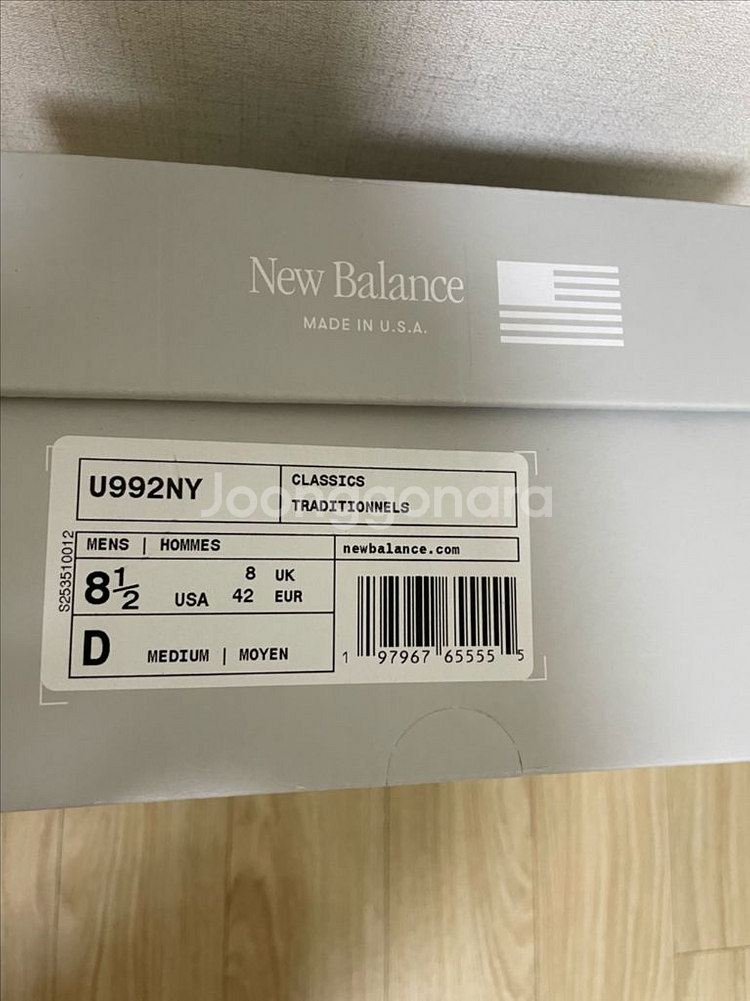 New Balance
MADE IN U.S.A.
U992NY
CLASSICS
TRADITIONNELS
Joonggonara
S253510012
MENS | HOMMES
newbalance.com
8½ USA 8 UK
42 EUR
D MEDIUM | MOYEN
1 97967 65555 5